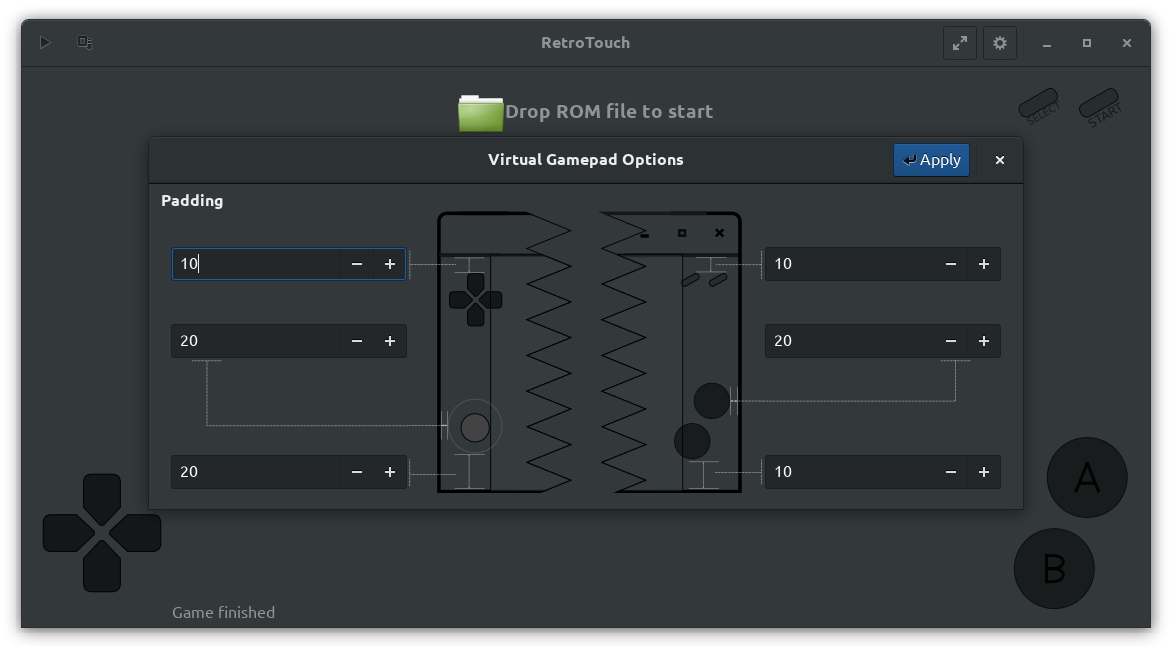 RetroTouch
Drop ROM file to start
SELECT
START
Virtual Gamepad Options
Apply
Padding
10
10
20
20
20
10
A
B
Game finished